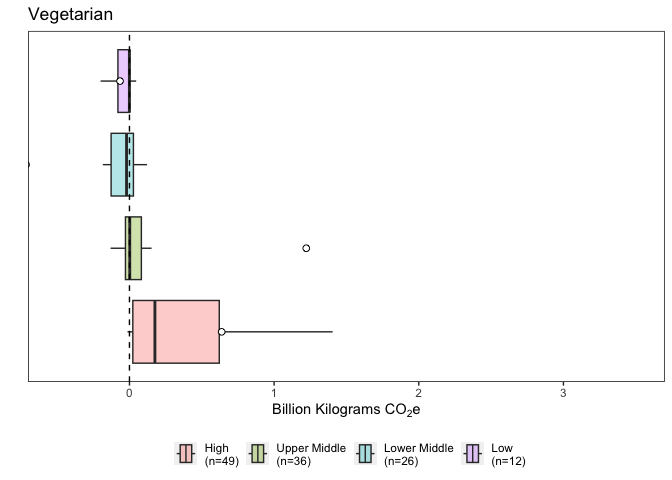 Vegetarian
0 1 2 3
Billion Kilograms CO₂e
High Upper Middle Lower Middle Low
(n=49) (n=36) (n=26) (n=12)